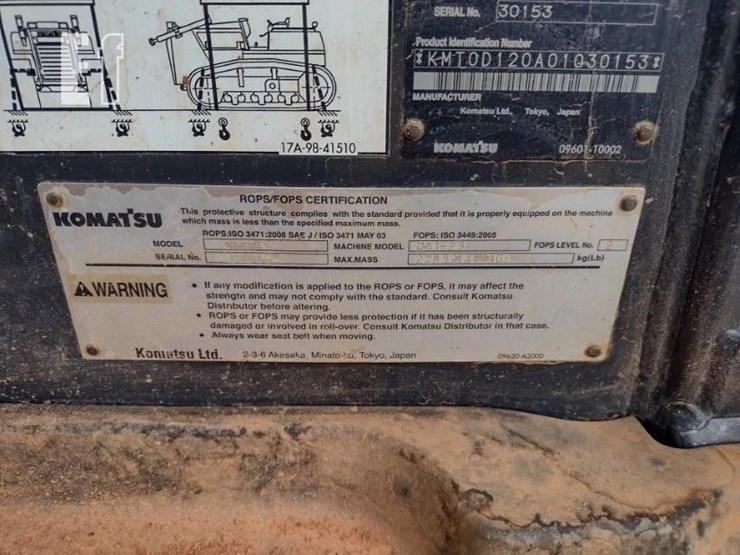 SERIAL No. 30153
Product Identification Number
*KMT0D120A01030153*
MANUFACTURER
Komatsu Ltd. Tokyo, Japan
KOMATSU 09601-10002
17A-98-41510
KOMATSU
ROPS/FOPS CERTIFICATION
This protective structure complies with the standard provided that it is properly equipped on the machine
which mass is less than the specified maximum mass.
ROPS:ISO 3471:2008 SAE J / ISO 3471 MAY 03 FOPS: ISO 3449:2005
MODEL MACHINE MODEL FOPS LEVEL No. 2
SERIAL No. MAX.MASS kg(Lb)
WARNING
• If any modification is applied to the ROPS or FOPS, it may affect the
strength and may not comply with the standard. Consult Komatsu
Distributor before altering.
• ROPS or FOPS may provide less protection if it has been structurally
damaged or involved in roll-over. Consult Komatsu Distributor in that case.
• Always wear seat belt when moving.
Komatsu Ltd. 2-3-6 Akasaka, Minato-ku, Tokyo, Japan 09620-A2000